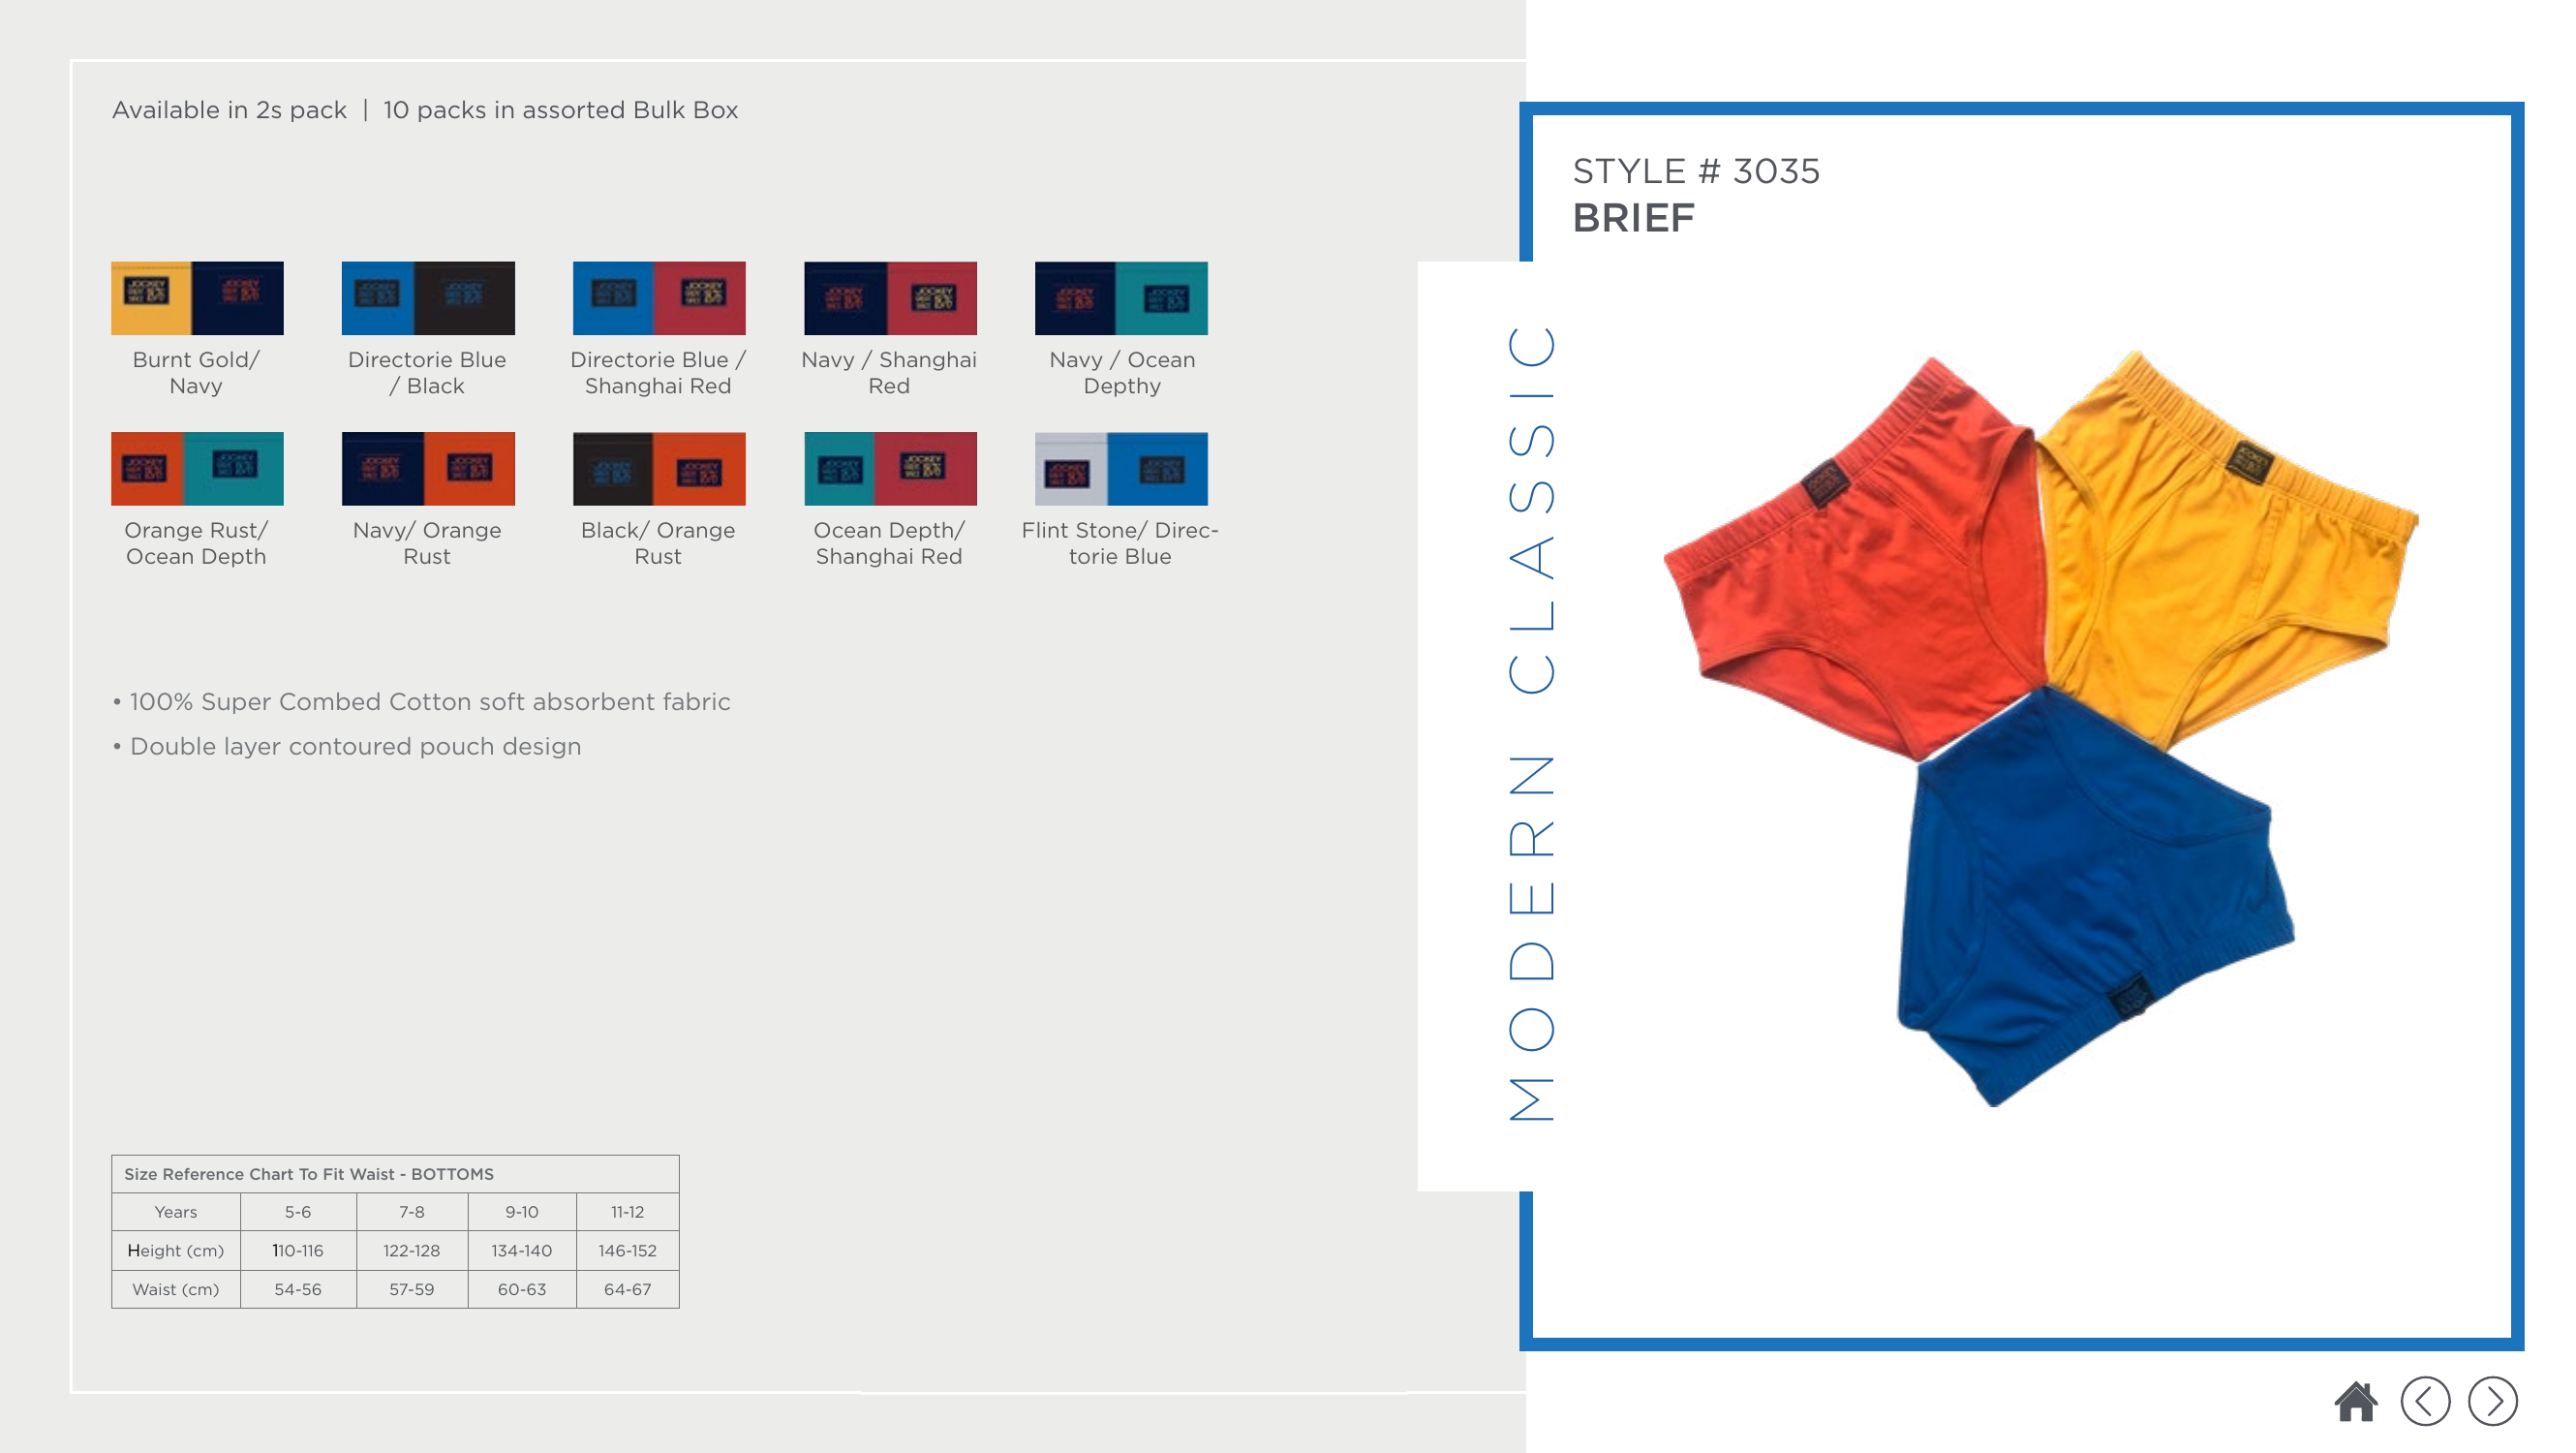 Available in 2s pack | 10 packs in assorted Bulk Box
Burnt Gold/
Navy
Directorie Blue
/ Black
Directorie Blue /
Shanghai Red
Navy / Shanghai
Red
Navy / Ocean
Depthy
Orange Rust/
Ocean Depth
Navy/ Orange
Rust
Black/ Orange
Rust
Ocean Depth/
Shanghai Red
Flint Stone/ Direc-
torie Blue
• 100% Super Combed Cotton soft absorbent fabric
• Double layer contoured pouch design
Size Reference Chart To Fit Waist - BOTTOMS
Years 5-6 7-8 9-10 11-12
Height (cm) 110-116 122-128 134-140 146-152
Waist (cm) 54-56 57-59 60-63 64-67
MODERN CLASSIC
STYLE # 3035
BRIEF